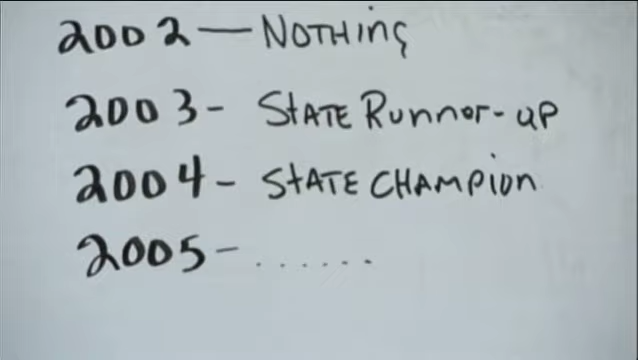 2002 — NOTHING
2003 - STATE Runner-up
2004 - STATE CHAMPION
2005 - ......